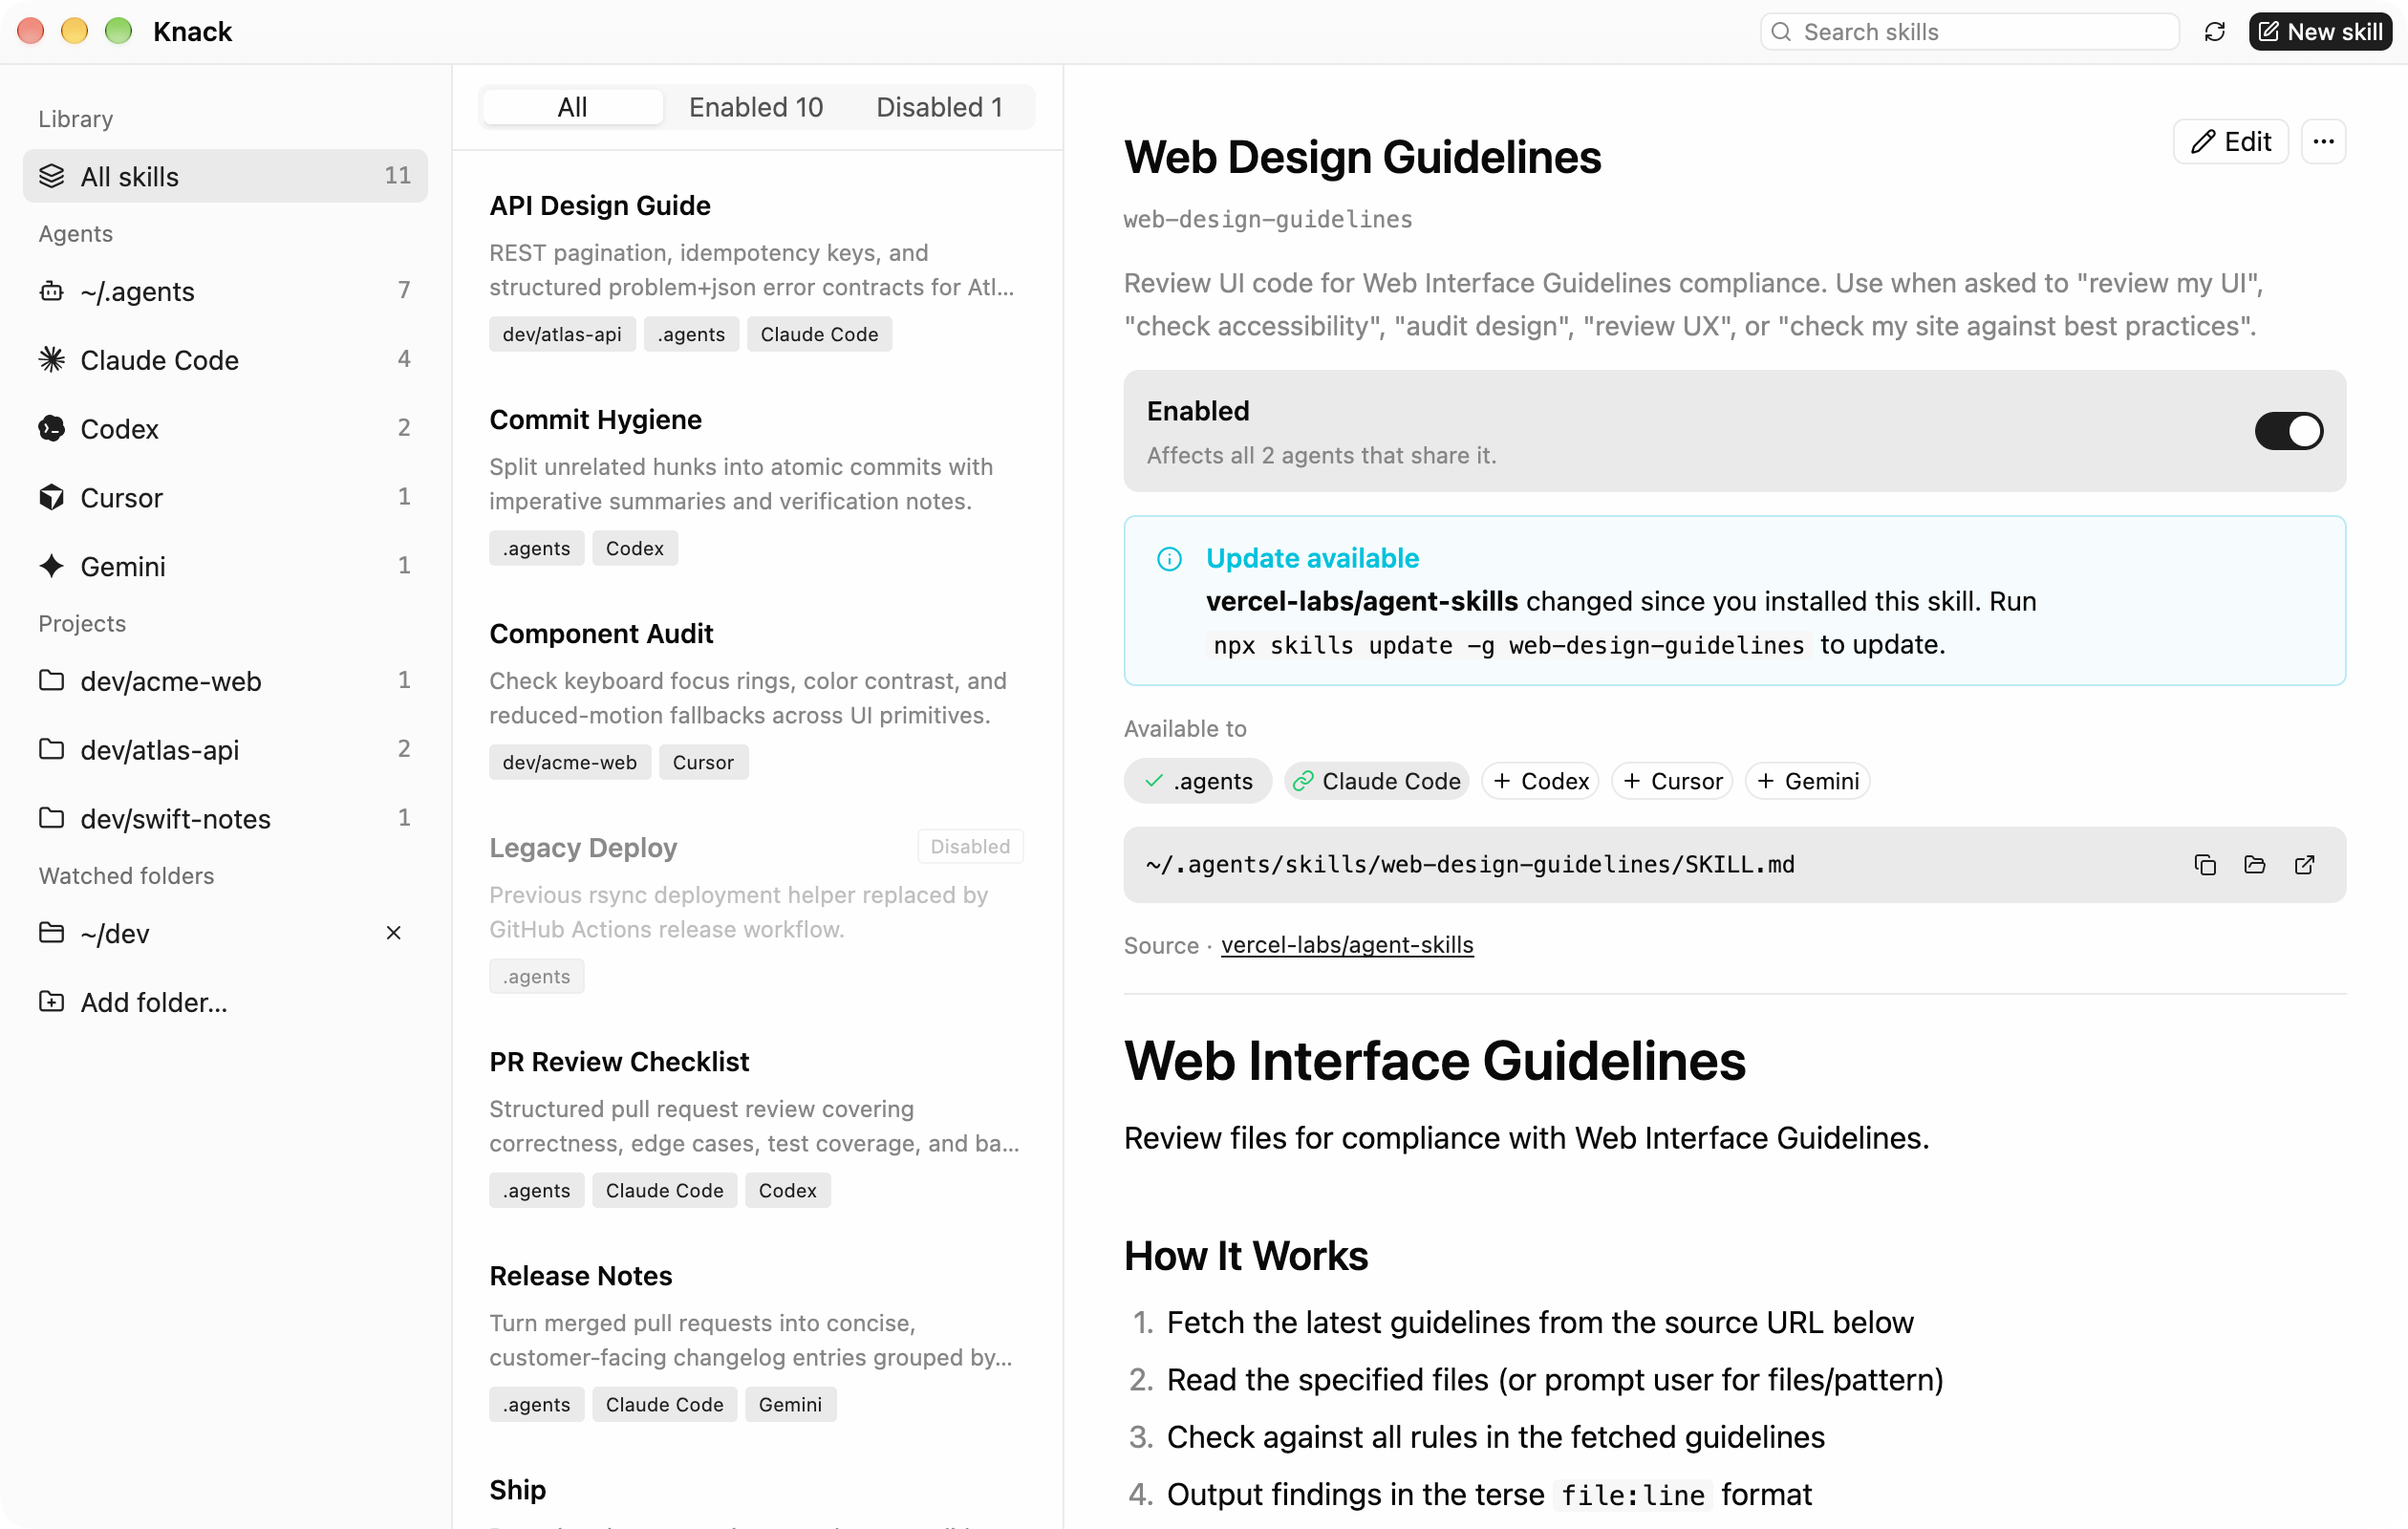 Knack
Search skills
New skill
Library
All skills 11
Agents
~/.agents 7
Claude Code 4
Codex 2
Cursor 1
Gemini 1
Projects
dev/acme-web 1
dev/atlas-api 2
dev/swift-notes 1
Watched folders
~/dev
Add folder...
All Enabled 10 Disabled 1
API Design Guide
REST pagination, idempotency keys, and
structured problem+json error contracts for Atl...
dev/atlas-api .agents Claude Code
Commit Hygiene
Split unrelated hunks into atomic commits with
imperative summaries and verification notes.
.agents Codex
Component Audit
Check keyboard focus rings, color contrast, and
reduced-motion fallbacks across UI primitives.
dev/acme-web Cursor
Legacy Deploy Disabled
Previous rsync deployment helper replaced by
GitHub Actions release workflow.
.agents
PR Review Checklist
Structured pull request review covering
correctness, edge cases, test coverage, and ba...
.agents Claude Code Codex
Release Notes
Turn merged pull requests into concise,
customer-facing changelog entries grouped by...
.agents Claude Code Gemini
Ship
Web Design Guidelines
Edit
web-design-guidelines
Review UI code for Web Interface Guidelines compliance. Use when asked to "review my UI",
"check accessibility", "audit design", "review UX", or "check my site against best practices".
Enabled
Affects all 2 agents that share it.
Update available
vercel-labs/agent-skills changed since you installed this skill. Run
npx skills update -g web-design-guidelines to update.
Available to
.agents Claude Code + Codex + Cursor + Gemini
~/.agents/skills/web-design-guidelines/SKILL.md
Source · vercel-labs/agent-skills
Web Interface Guidelines
Review files for compliance with Web Interface Guidelines.
How It Works
1. Fetch the latest guidelines from the source URL below
2. Read the specified files (or prompt user for files/pattern)
3. Check against all rules in the fetched guidelines
4. Output findings in the terse file:line format